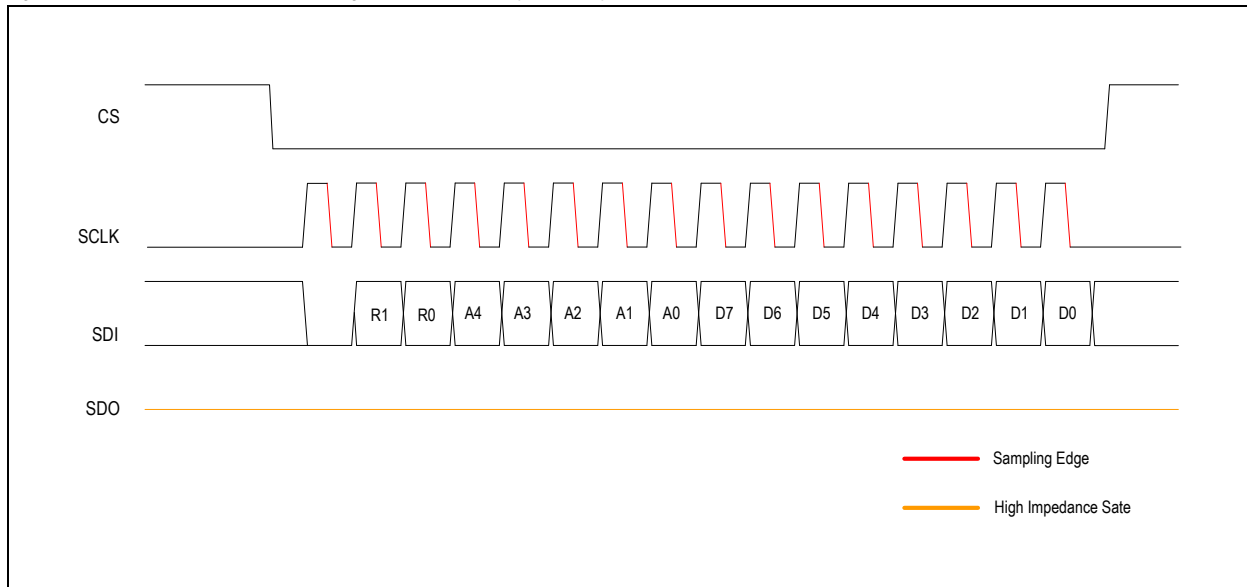 CS
SCLK
SDI
R1 R0 A4 A3 A2 A1 A0 D7 D6 D5 D4 D3 D2 D1 D0
SDO
Sampling Edge
High Impedance Sate